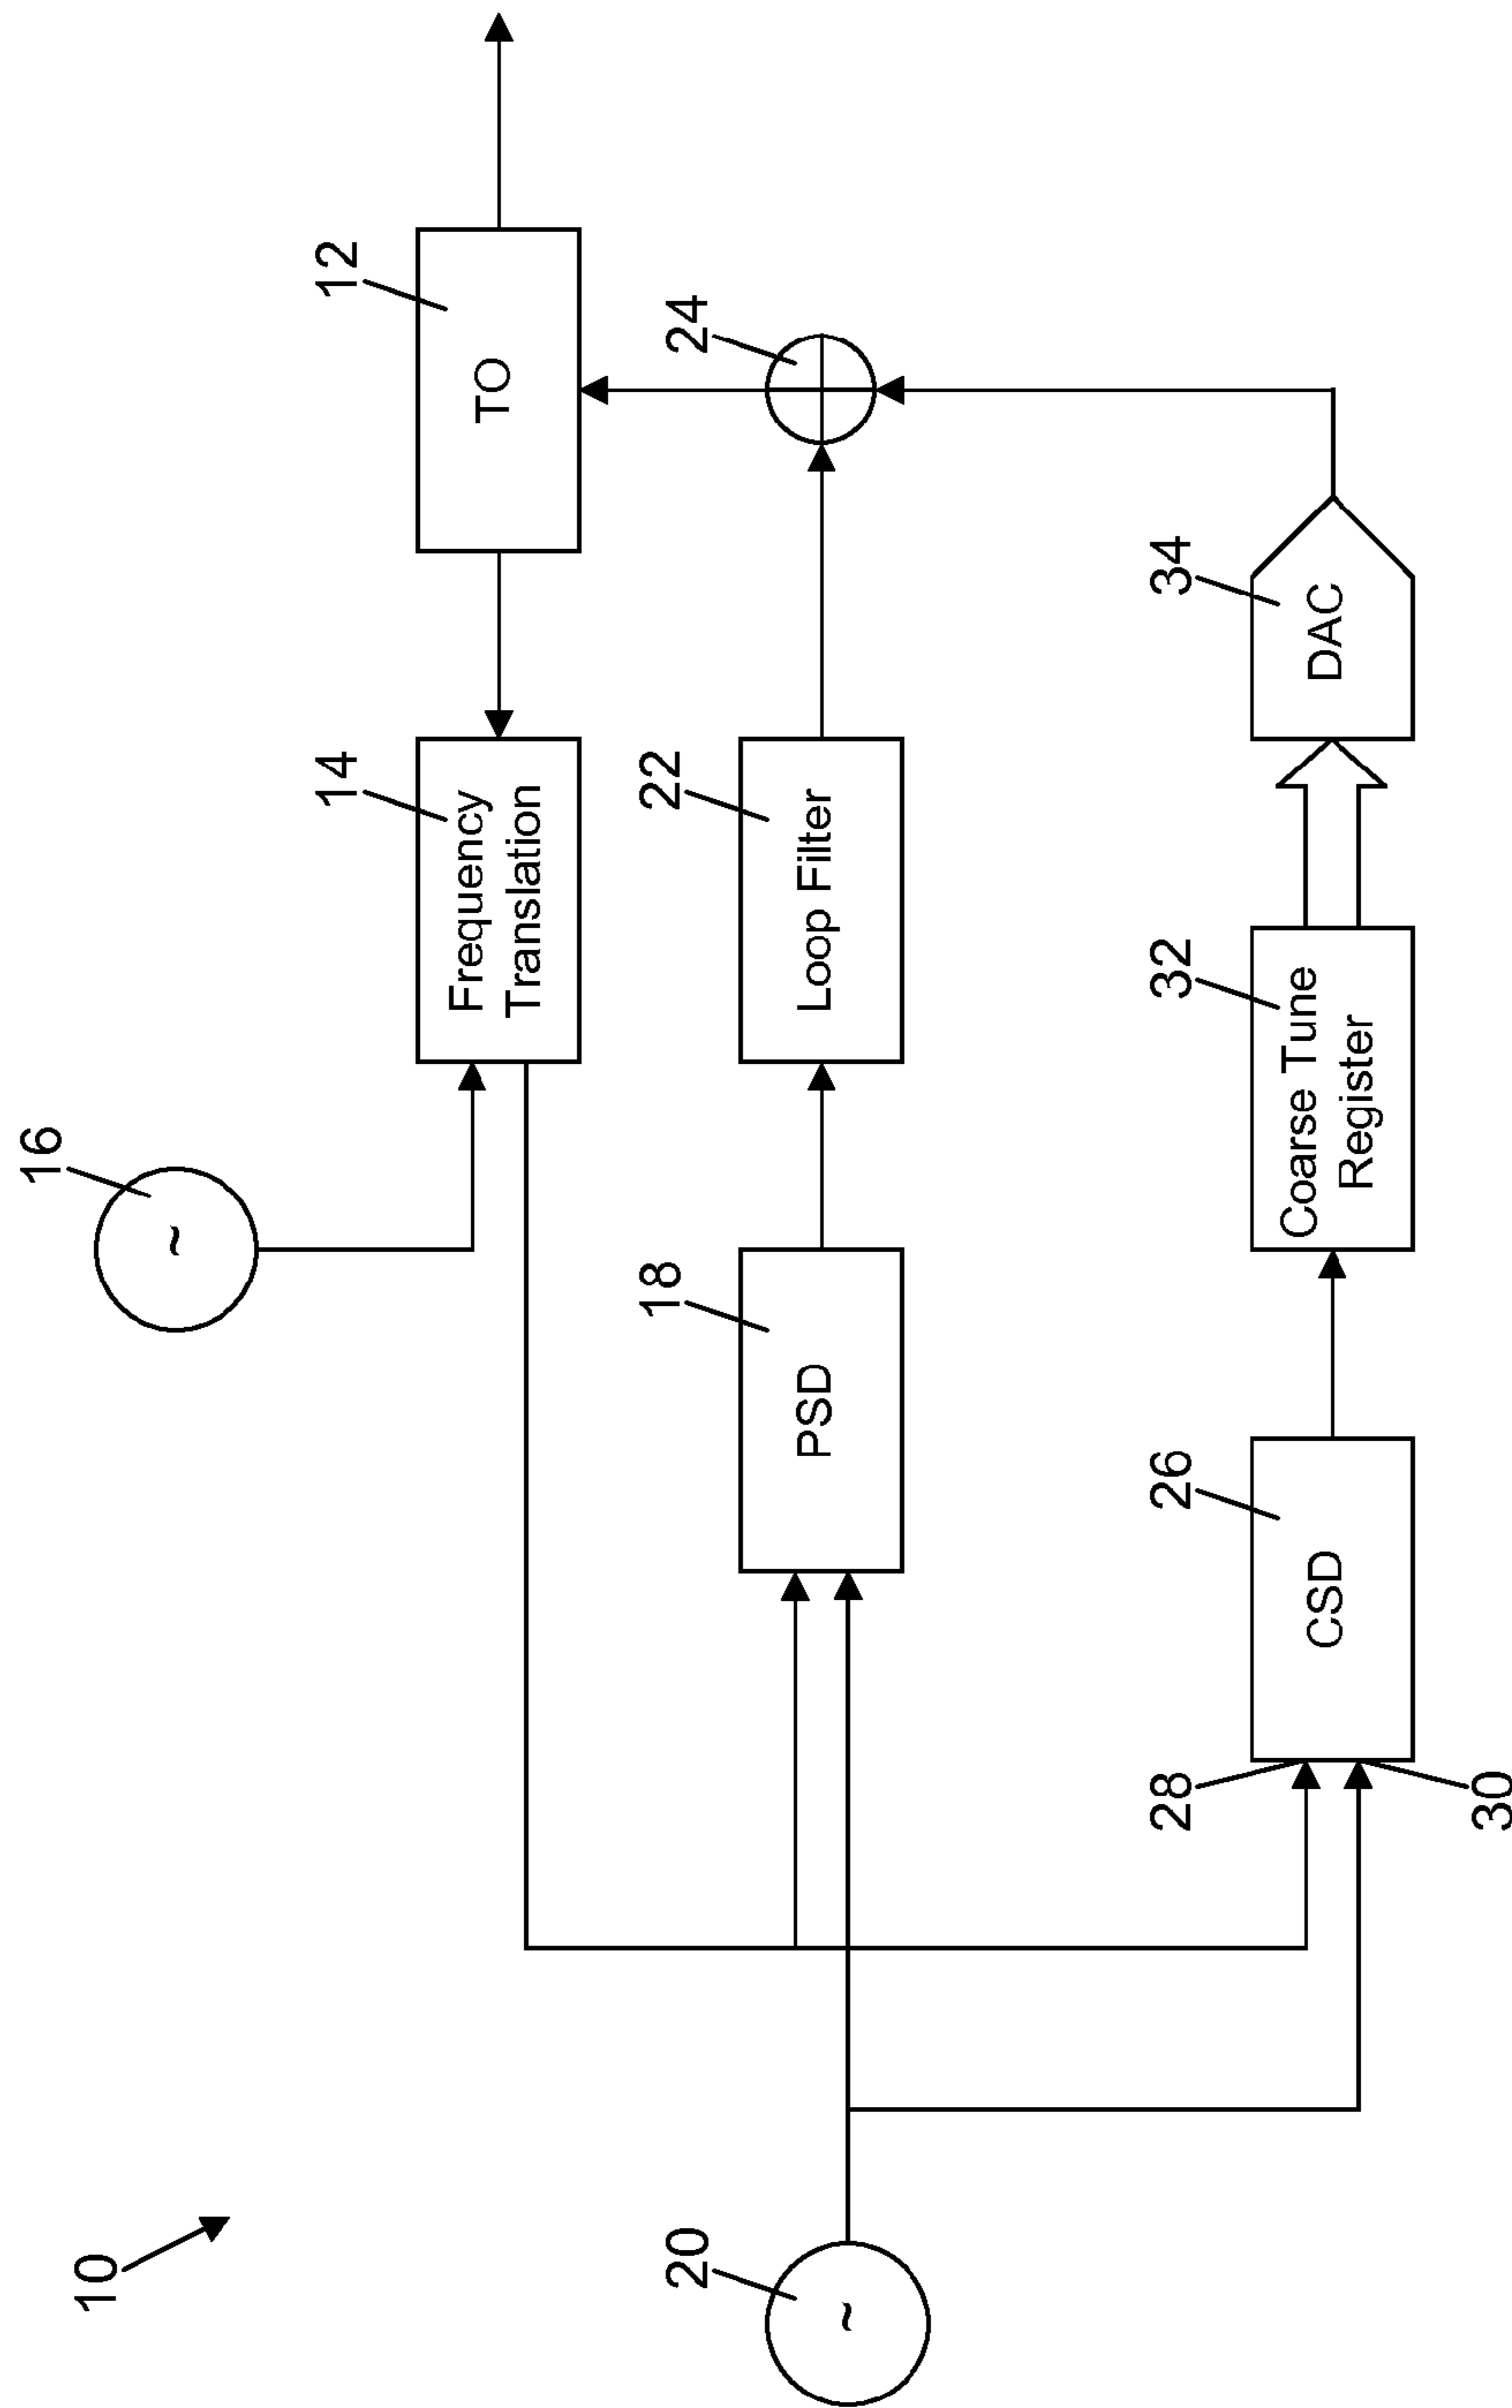 10
16
~
14
Frequency
Translation
12
TO
20
~
18
PSD
22
Loop Filter
24
28
30
26
CSD
32
Coarse Tune
Register
34
DAC